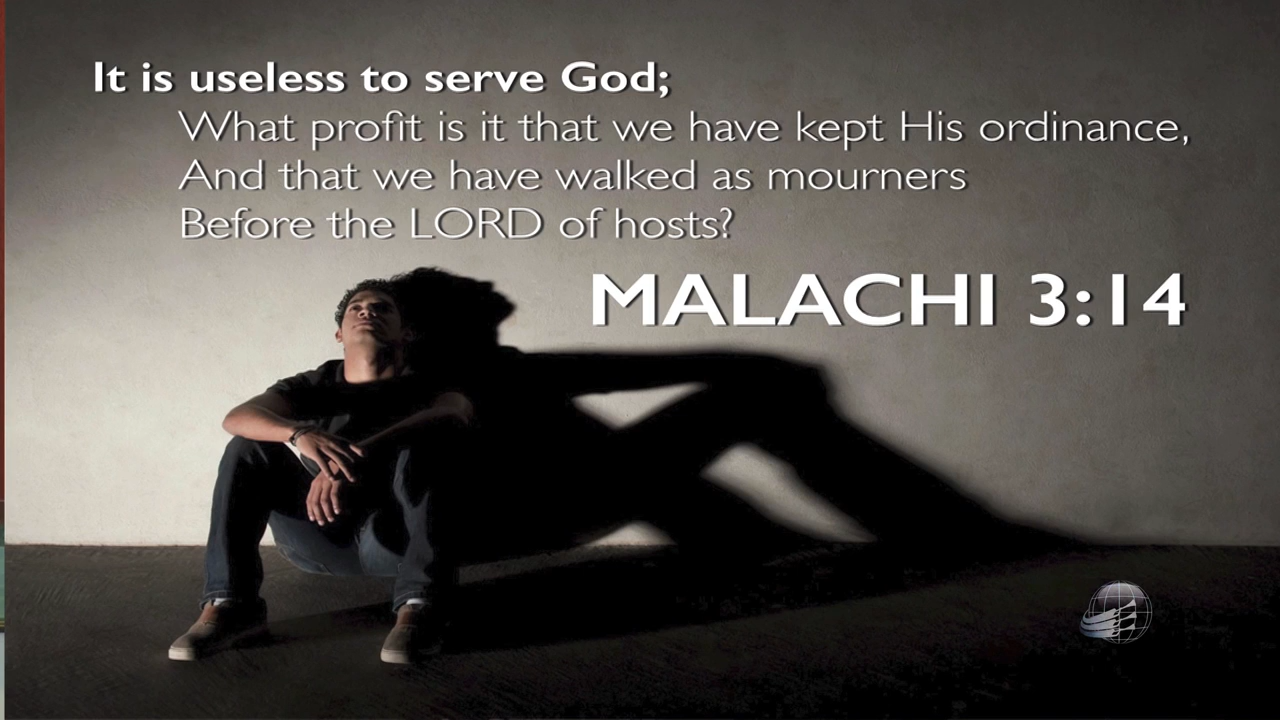 It is useless to serve God;
What profit is it that we have kept His ordinance,
And that we have walked as mourners
Before the LORD of hosts?
MALACHI 3:14